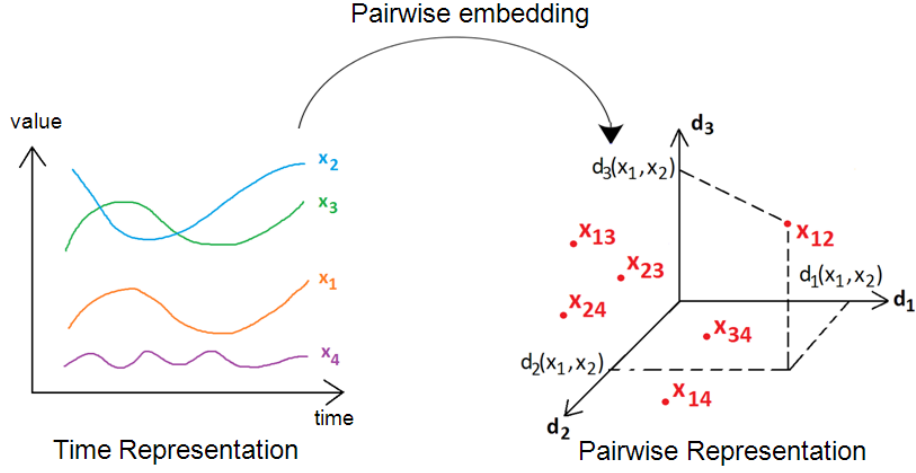 Pairwise embedding
value
x₂
x₃
x₁
x₄
time
Time Representation
d₃
d₃(x₁,x₂)
x₁₂
x₁₃
x₂₃
d₁(x₁,x₂)
d₁
x₂₄
x₃₄
d₂(x₁,x₂)
x₁₄
d₂
Pairwise Representation